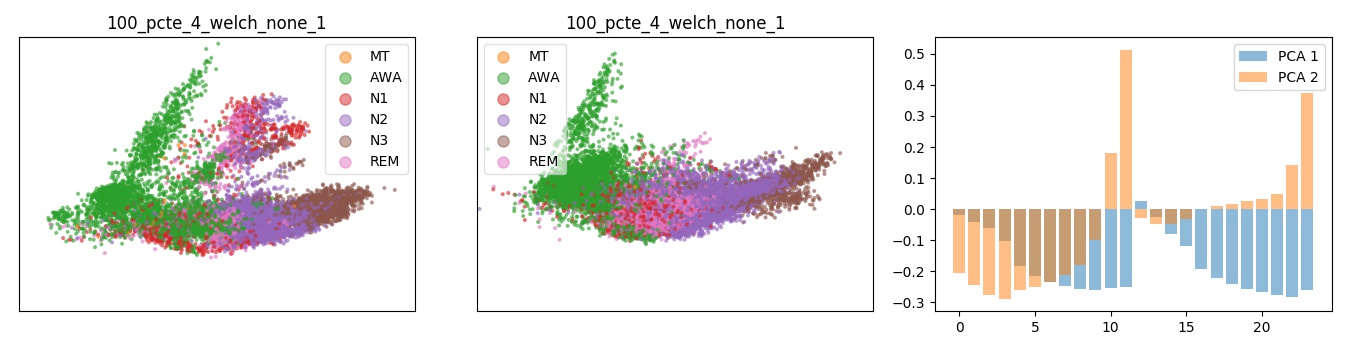 100_pcte_4_welch_none_1
MT
AWA
N1
N2
N3
REM
100_pcte_4_welch_none_1
MT
AWA
N1
N2
N3
REM
PCA 1
PCA 2
0.5
0.4
0.3
0.2
0.1
0.0
−0.1
−0.2
−0.3
0 5 10 15 20